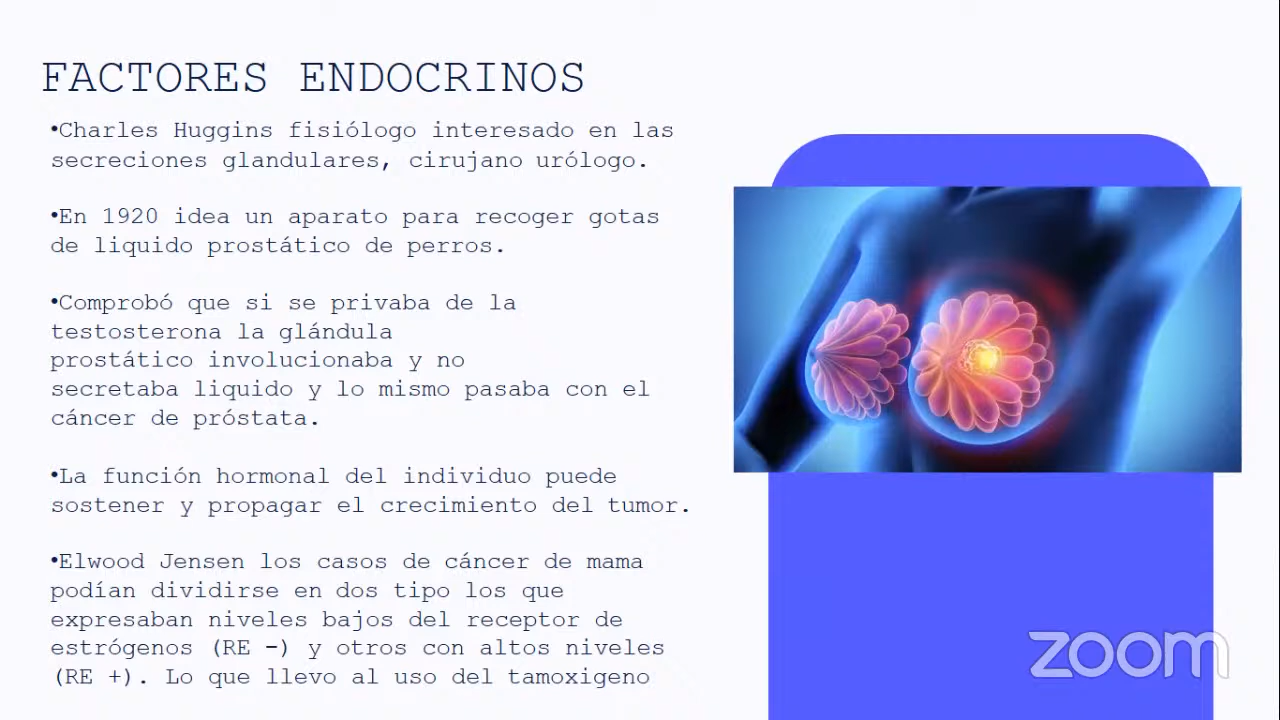 FACTORES ENDOCRINOS
•Charles Huggins fisiólogo interesado en las
secreciones glandulares, cirujano urólogo.
•En 1920 idea un aparato para recoger gotas
de liquido prostático de perros.
•Comprobó que si se privaba de la
testosterona la glándula
prostático involucionaba y no
secretaba liquido y lo mismo pasaba con el
cáncer de próstata.
•La función hormonal del individuo puede
sostener y propagar el crecimiento del tumor.
•Elwood Jensen los casos de cáncer de mama
podían dividirse en dos tipo los que
expresaban niveles bajos del receptor de
estrógenos (RE -) y otros con altos niveles
(RE +). Lo que llevo al uso del tamoxigeno
zoom